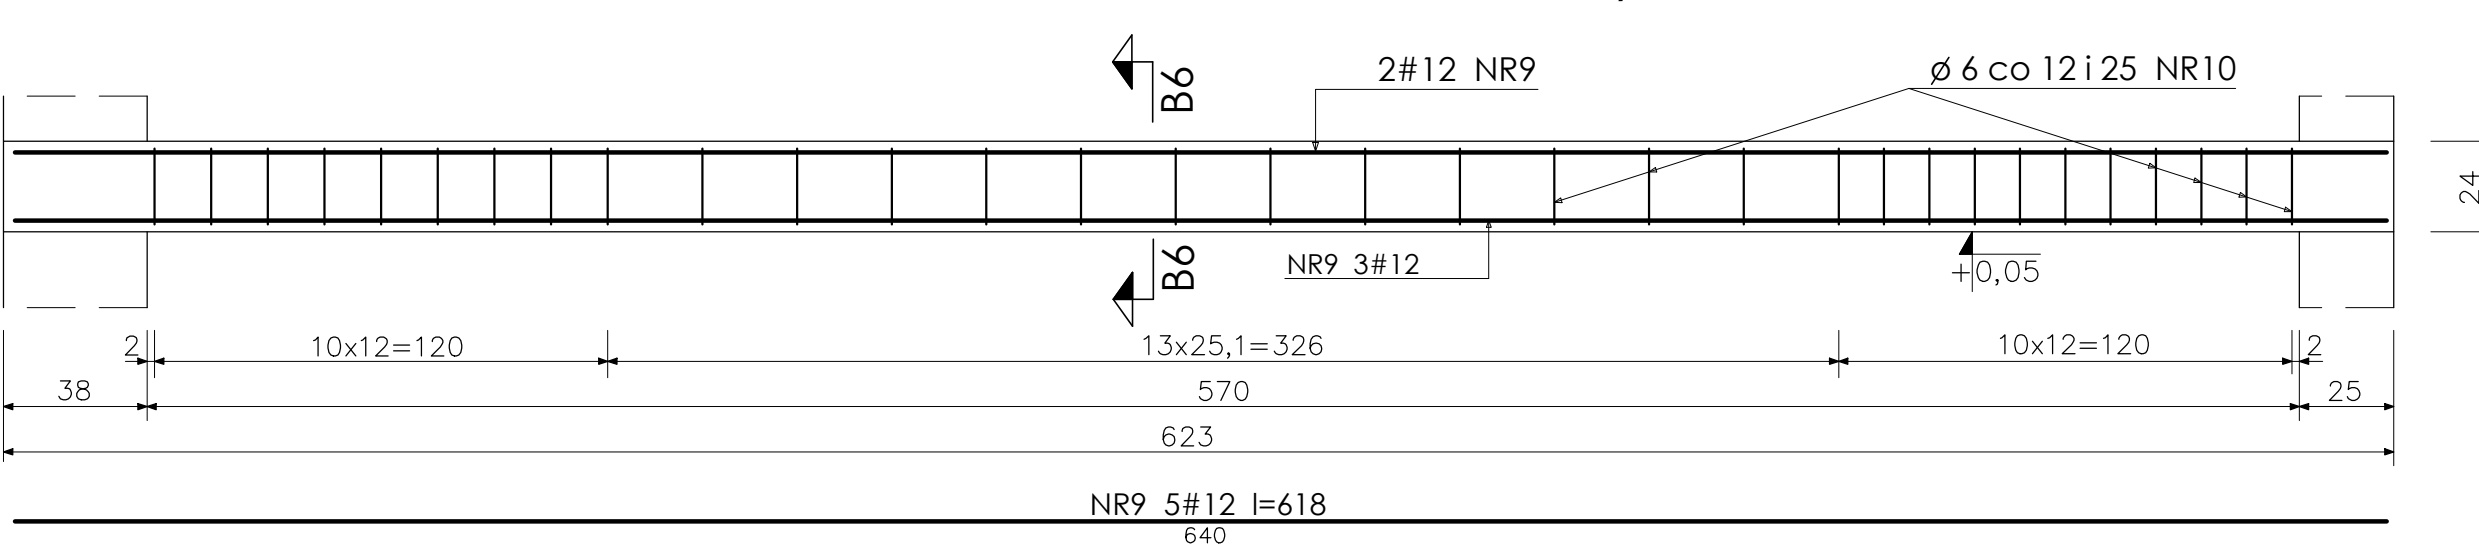 B6
2#12 NR9
ø 6 co 12 i 25 NR10
24
B6
NR9 3#12
+0,05
2
10x12=120
13x25,1=326
10x12=120
2
38
570
25
623
NR9 5#12 l=618
640